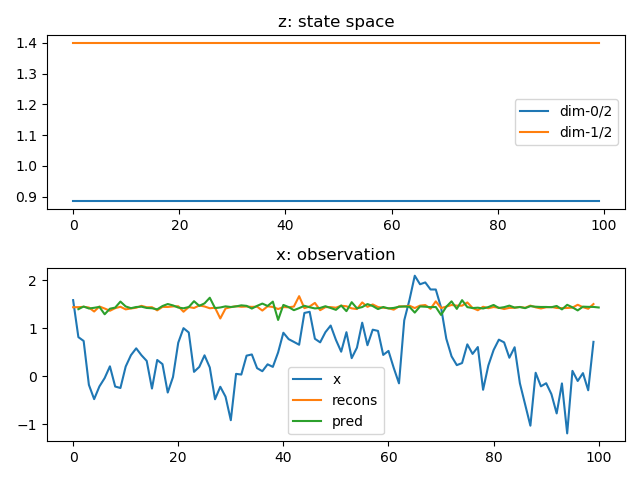 z: state space
1.4
1.3
1.2
1.1
1.0
0.9
dim-0/2
dim-1/2
0 20 40 60 80 100
x: observation
2
1
0
−1
x
recons
pred
0 20 40 60 80 100